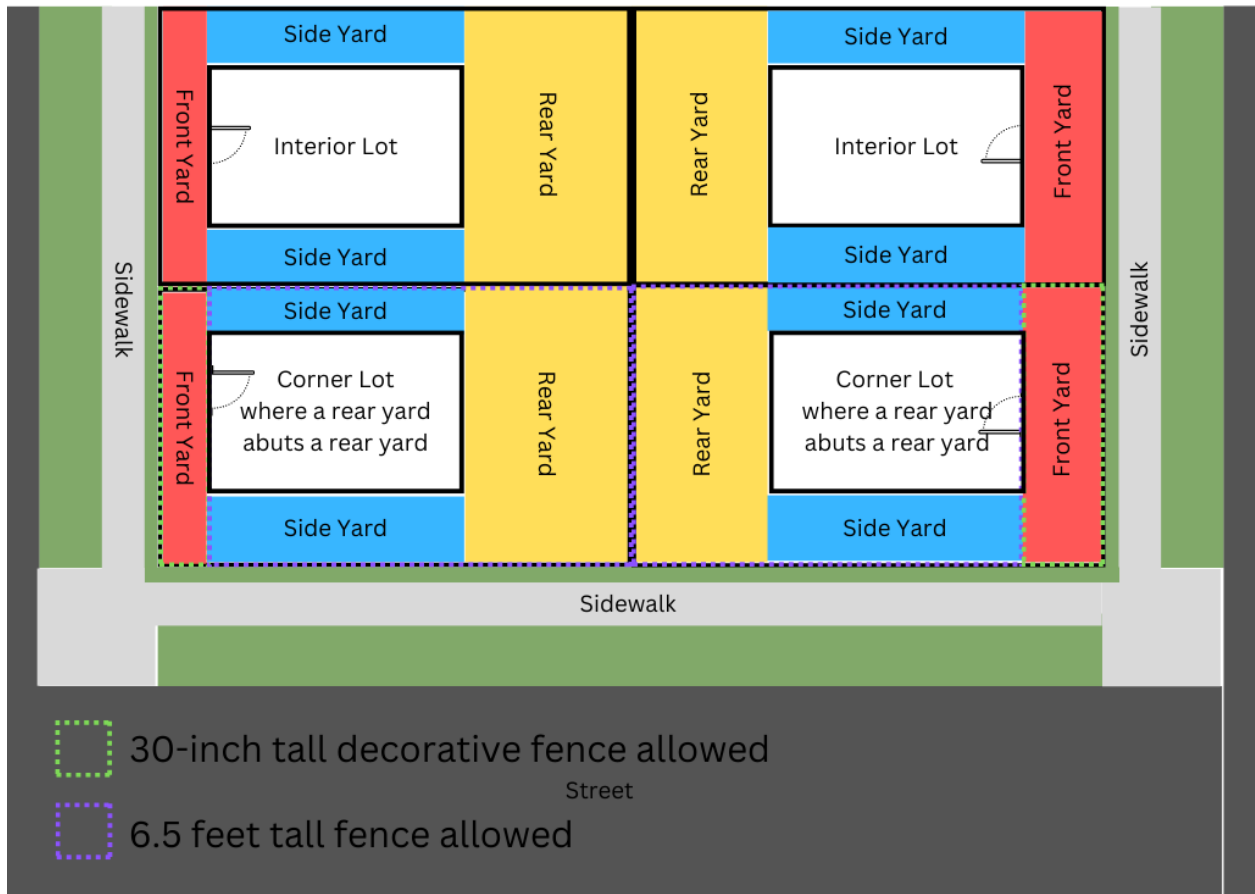 Side Yard
Side Yard
Front Yard
Interior Lot
Rear Yard
Rear Yard
Interior Lot
Front Yard
Side Yard
Side Yard
Sidewalk
Sidewalk
Side Yard
Side Yard
Front Yard
Corner Lot
where a rear yard
abuts a rear yard
Rear Yard
Rear Yard
Corner Lot
where a rear yard
abuts a rear yard
Front Yard
Side Yard
Side Yard
Sidewalk
30-inch tall decorative fence allowed
Street
6.5 feet tall fence allowed